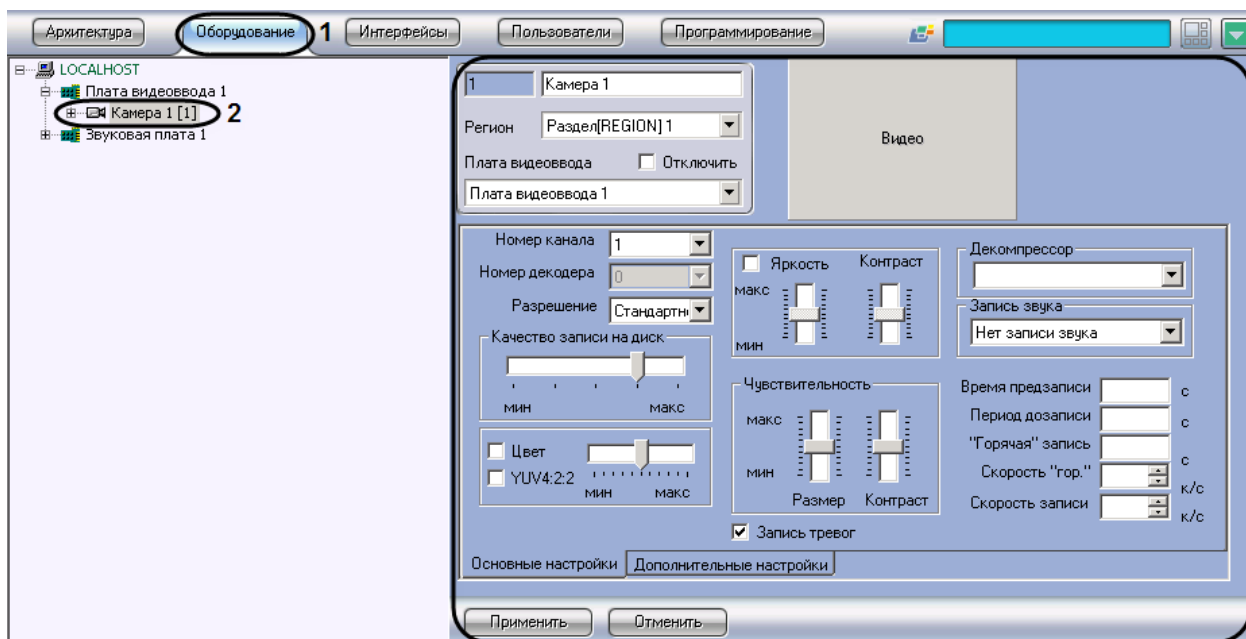 Архитектура Оборудование 1 Интерфейсы Пользователи Программирование
LOCALHOST
Плата видеоввода 1
Камера 1 [1] 2
Звуковая плата 1
1 Камера 1
Регион Раздел[REGION] 1
Плата видеоввода Отключить
Плата видеоввода 1
Видео
Номер канала 1
Номер декодера 0
Разрешение Стандартн
Качество записи на диск
мин макс
Цвет
YUV4:2:2
мин макс
Яркость Контраст
макс
мин
Чувствительность
макс
мин
Размер Контраст
Запись тревог
Декомпрессор
Запись звука
Нет записи звука
Время предзаписи с
Период дозаписи с
"Горячая" запись с
Скорость "гор." к/с
Скорость записи к/с
Основные настройки Дополнительные настройки
Применить Отменить